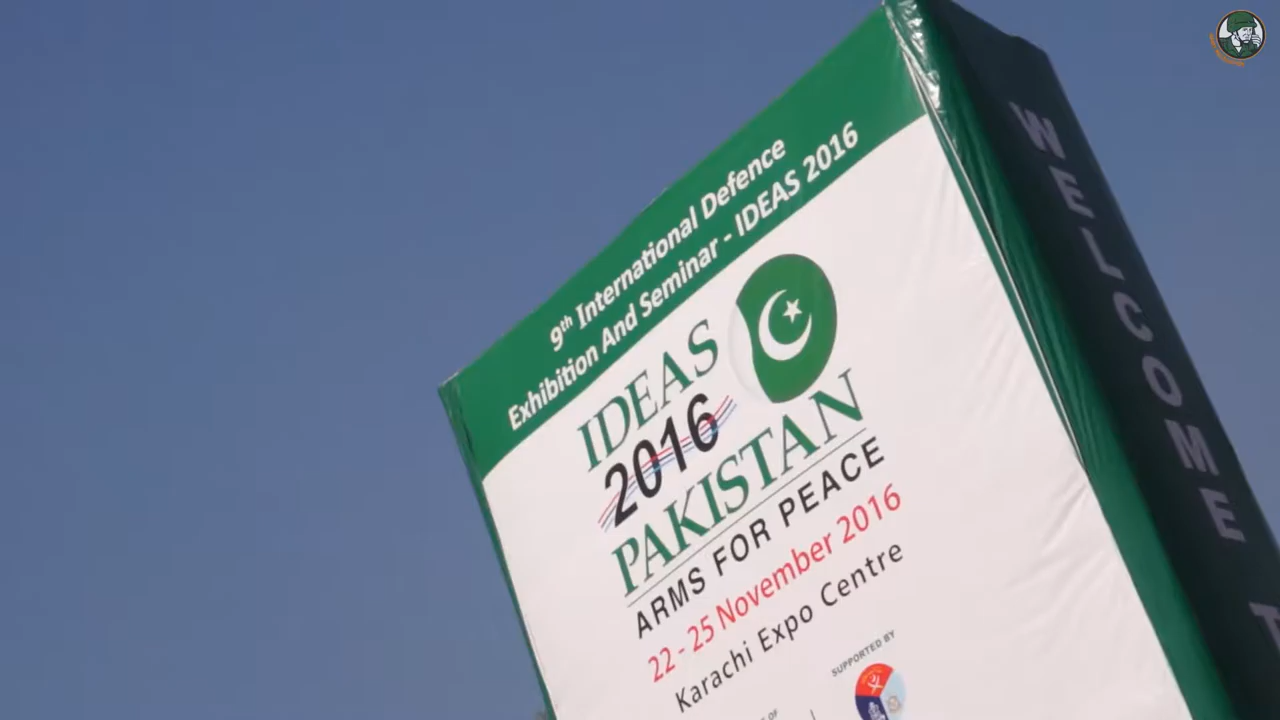 9th International Defence
Exhibition And Seminar - IDEAS 2016
IDEAS
2016
PAKISTAN
ARMS FOR PEACE
22 - 25 November 2016
Karachi Expo Centre
SUPPORTED BY
OF
WELCOME